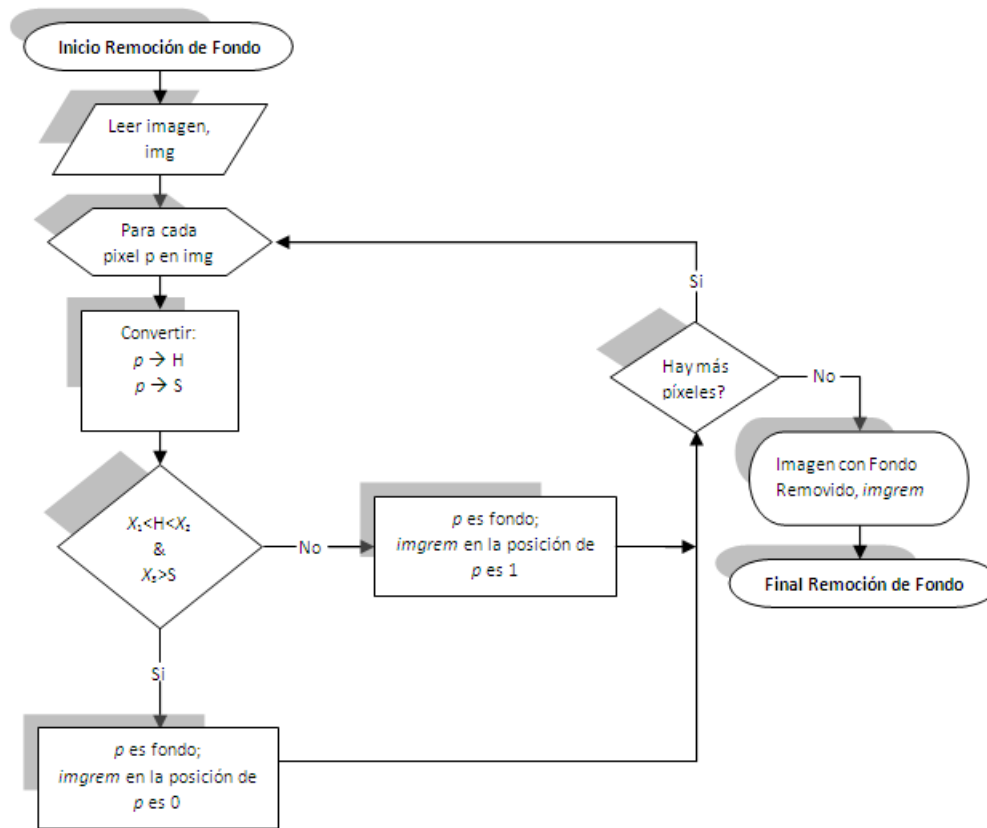 Inicio Remoción de Fondo
Leer imagen,
img
Para cada
pixel p en img
Convertir:
p → H
p → S
X₁<H<X₂
&
X₃>S
No
p es fondo;
imgrem en la posición de
p es 1
Si
p es fondo;
imgrem en la posición de
p es 0
Si
Hay más
píxeles?
No
Imagen con Fondo
Removido, imgrem
Final Remoción de Fondo